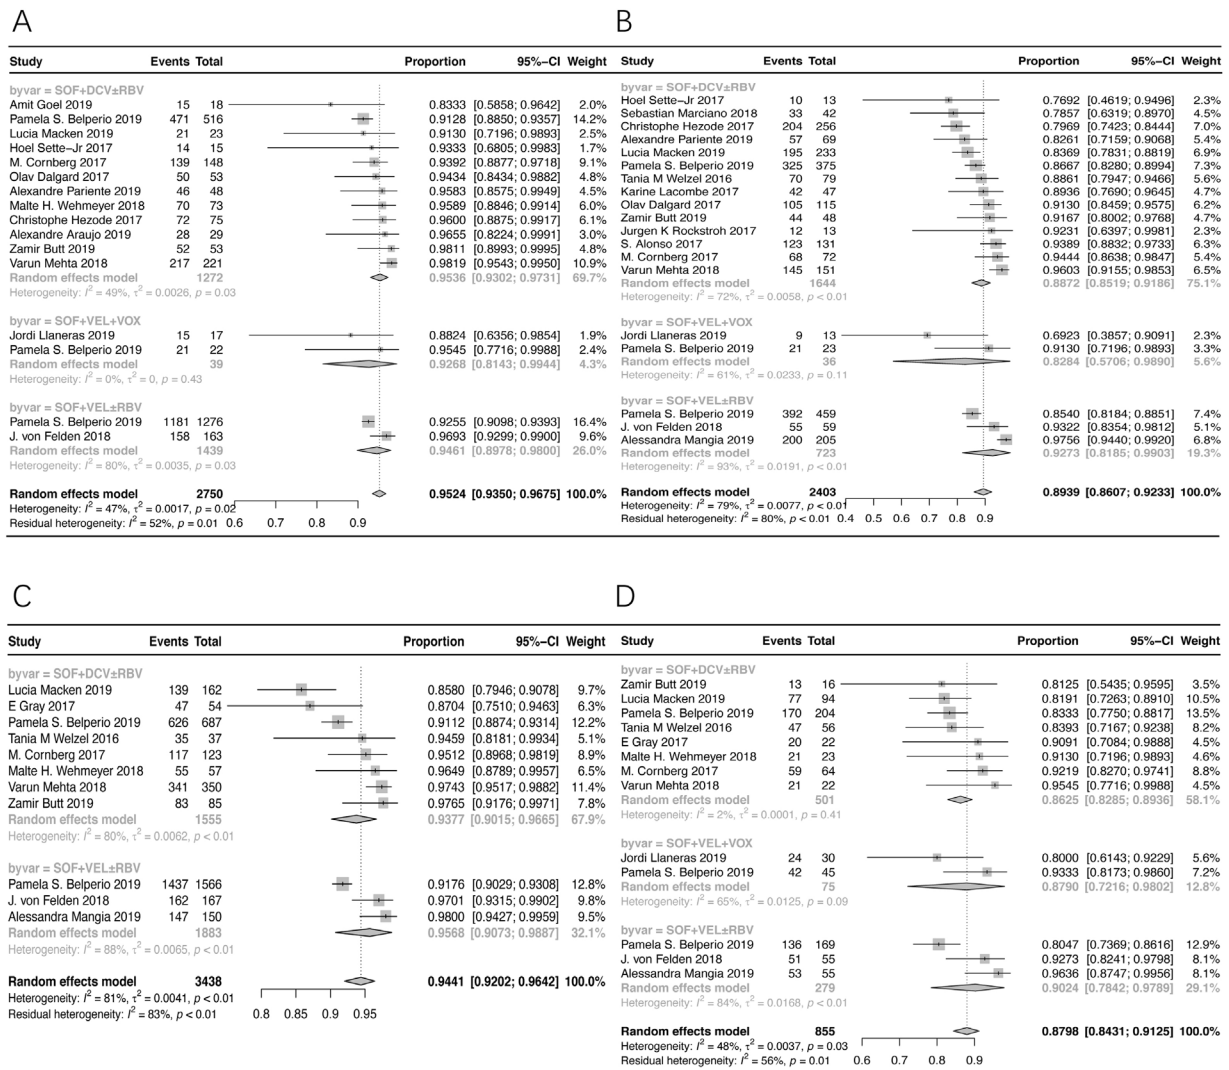 A
Study Events Total Proportion 95%−CI Weight
byvar = SOF+DCV±RBV
Amit Goel 2019 15 18 0.8333 [0.5858; 0.9642] 2.0%
Pamela S. Belperio 2019 471 516 0.9128 [0.8850; 0.9357] 14.2%
Lucia Macken 2019 21 23 0.9130 [0.7196; 0.9893] 2.5%
Hoel Sette−Jr 2017 14 15 0.9333 [0.6805; 0.9983] 1.7%
M. Cornberg 2017 139 148 0.9392 [0.8877; 0.9718] 9.1%
Olav Dalgard 2017 50 53 0.9434 [0.8434; 0.9882] 4.8%
Alexandre Pariente 2019 46 48 0.9583 [0.8575; 0.9949] 4.5%
Malte H. Wehmeyer 2018 70 73 0.9589 [0.8846; 0.9914] 6.0%
Christophe Hezode 2017 72 75 0.9600 [0.8875; 0.9917] 6.1%
Alexandre Araujo 2019 28 29 0.9655 [0.8224; 0.9991] 3.0%
Zamir Butt 2019 52 53 0.9811 [0.8993; 0.9995] 4.8%
Varun Mehta 2018 217 221 0.9819 [0.9543; 0.9950] 10.9%
Random effects model 1272 0.9536 [0.9302; 0.9731] 69.7%
Heterogeneity: I² = 49%, τ² = 0.0026, p = 0.03
byvar = SOF+VEL+VOX
Jordi Llaneras 2019 15 17 0.8824 [0.6356; 0.9854] 1.9%
Pamela S. Belperio 2019 21 22 0.9545 [0.7716; 0.9988] 2.4%
Random effects model 39 0.9268 [0.8143; 0.9944] 4.3%
Heterogeneity: I² = 0%, τ² = 0, p = 0.43
byvar = SOF+VEL±RBV
Pamela S. Belperio 2019 1181 1276 0.9255 [0.9098; 0.9393] 16.4%
J. von Felden 2018 158 163 0.9693 [0.9299; 0.9900] 9.6%
Random effects model 1439 0.9461 [0.8978; 0.9800] 26.0%
Heterogeneity: I² = 80%, τ² = 0.0035, p = 0.03
Random effects model 2750 0.9524 [0.9350; 0.9675] 100.0%
Heterogeneity: I² = 47%, τ² = 0.0017, p = 0.02
Residual heterogeneity: I² = 52%, p = 0.01 0.6 0.7 0.8 0.9
B
Study Events Total Proportion 95%−CI Weight
byvar = SOF+DCV±RBV
Hoel Sette−Jr 2017 10 13 0.7692 [0.4619; 0.9496] 2.3%
Sebastian Marciano 2018 33 42 0.7857 [0.6319; 0.8970] 4.5%
Christophe Hezode 2017 204 256 0.7969 [0.7423; 0.8444] 7.0%
Alexandre Pariente 2019 57 69 0.8261 [0.7159; 0.9068] 5.4%
Lucia Macken 2019 195 233 0.8369 [0.7831; 0.8819] 6.9%
Pamela S. Belperio 2019 325 375 0.8667 [0.8280; 0.8994] 7.3%
Tania M Welzel 2016 70 79 0.8861 [0.7947; 0.9466] 5.6%
Karine Lacombe 2017 42 47 0.8936 [0.7690; 0.9645] 4.7%
Olav Dalgard 2017 105 115 0.9130 [0.8459; 0.9575] 6.2%
Zamir Butt 2019 44 48 0.9167 [0.8002; 0.9768] 4.7%
Jurgen K Rockstroh 2017 12 13 0.9231 [0.6397; 0.9981] 2.3%
S. Alonso 2017 123 131 0.9389 [0.8832; 0.9733] 6.3%
M. Cornberg 2017 68 72 0.9444 [0.8638; 0.9847] 5.4%
Varun Mehta 2018 145 151 0.9603 [0.9155; 0.9853] 6.5%
Random effects model 1644 0.8872 [0.8519; 0.9186] 75.1%
Heterogeneity: I² = 72%, τ² = 0.0058, p < 0.01
byvar = SOF+VEL+VOX
Jordi Llaneras 2019 9 13 0.6923 [0.3857; 0.9091] 2.3%
Pamela S. Belperio 2019 21 23 0.9130 [0.7196; 0.9893] 3.3%
Random effects model 36 0.8284 [0.5706; 0.9890] 5.6%
Heterogeneity: I² = 61%, τ² = 0.0233, p = 0.11
byvar = SOF+VEL±RBV
Pamela S. Belperio 2019 392 459 0.8540 [0.8184; 0.8851] 7.4%
J. von Felden 2018 55 59 0.9322 [0.8354; 0.9812] 5.1%
Alessandra Mangia 2019 200 205 0.9756 [0.9440; 0.9920] 6.8%
Random effects model 723 0.9273 [0.8185; 0.9903] 19.3%
Heterogeneity: I² = 93%, τ² = 0.0191, p < 0.01
Random effects model 2403 0.8939 [0.8607; 0.9233] 100.0%
Heterogeneity: I² = 79%, τ² = 0.0077, p < 0.01
Residual heterogeneity: I² = 80%, p < 0.01 0.4 0.5 0.6 0.7 0.8 0.9
C
Study Events Total Proportion 95%−CI Weight
byvar = SOF+DCV±RBV
Lucia Macken 2019 139 162 0.8580 [0.7946; 0.9078] 9.7%
E Gray 2017 47 54 0.8704 [0.7510; 0.9463] 6.3%
Pamela S. Belperio 2019 626 687 0.9112 [0.8874; 0.9314] 12.2%
Tania M Welzel 2016 35 37 0.9459 [0.8181; 0.9934] 5.1%
M. Cornberg 2017 117 123 0.9512 [0.8968; 0.9819] 8.9%
Malte H. Wehmeyer 2018 55 57 0.9649 [0.8789; 0.9957] 6.5%
Varun Mehta 2018 341 350 0.9743 [0.9517; 0.9882] 11.4%
Zamir Butt 2019 83 85 0.9765 [0.9176; 0.9971] 7.8%
Random effects model 1555 0.9377 [0.9015; 0.9665] 67.9%
Heterogeneity: I² = 80%, τ² = 0.0062, p < 0.01
byvar = SOF+VEL±RBV
Pamela S. Belperio 2019 1437 1566 0.9176 [0.9029; 0.9308] 12.8%
J. von Felden 2018 162 167 0.9701 [0.9315; 0.9902] 9.8%
Alessandra Mangia 2019 147 150 0.9800 [0.9427; 0.9959] 9.5%
Random effects model 1883 0.9568 [0.9073; 0.9887] 32.1%
Heterogeneity: I² = 88%, τ² = 0.0065, p < 0.01
Random effects model 3438 0.9441 [0.9202; 0.9642] 100.0%
Heterogeneity: I² = 81%, τ² = 0.0041, p < 0.01
Residual heterogeneity: I² = 83%, p < 0.01 0.8 0.85 0.9 0.95
D
Study Events Total Proportion 95%−CI Weight
byvar = SOF+DCV±RBV
Zamir Butt 2019 13 16 0.8125 [0.5435; 0.9595] 3.5%
Lucia Macken 2019 77 94 0.8191 [0.7263; 0.8910] 10.3%
Pamela S. Belperio 2019 170 204 0.8333 [0.7750; 0.8817] 13.5%
Tania M Welzel 2016 47 56 0.8393 [0.7167; 0.9238] 8.2%
E Gray 2017 20 22 0.9091 [0.7084; 0.9888] 4.5%
Malte H. Wehmeyer 2018 21 23 0.9130 [0.7196; 0.9893] 4.6%
M. Cornberg 2017 59 64 0.9219 [0.8270; 0.9741] 8.8%
Varun Mehta 2018 21 22 0.9545 [0.7716; 0.9988] 4.5%
Random effects model 501 0.8625 [0.8285; 0.8936] 58.1%
Heterogeneity: I² = 2%, τ² = 0.0001, p = 0.41
byvar = SOF+VEL+VOX
Jordi Llaneras 2019 24 30 0.8000 [0.6143; 0.9229] 5.6%
Pamela S. Belperio 2019 42 45 0.9333 [0.8173; 0.9860] 7.2%
Random effects model 75 0.8790 [0.7216; 0.9802] 12.8%
Heterogeneity: I² = 65%, τ² = 0.0125, p = 0.09
byvar = SOF+VEL±RBV
Pamela S. Belperio 2019 136 169 0.8047 [0.7369; 0.8616] 12.9%
J. von Felden 2018 51 55 0.9273 [0.8241; 0.9798] 8.1%
Alessandra Mangia 2019 53 55 0.9636 [0.8747; 0.9956] 8.1%
Random effects model 279 0.9024 [0.7842; 0.9789] 29.1%
Heterogeneity: I² = 84%, τ² = 0.0168, p < 0.01
Random effects model 855 0.8798 [0.8431; 0.9125] 100.0%
Heterogeneity: I² = 48%, τ² = 0.0037, p = 0.03
Residual heterogeneity: I² = 56%, p = 0.01 0.6 0.7 0.8 0.9